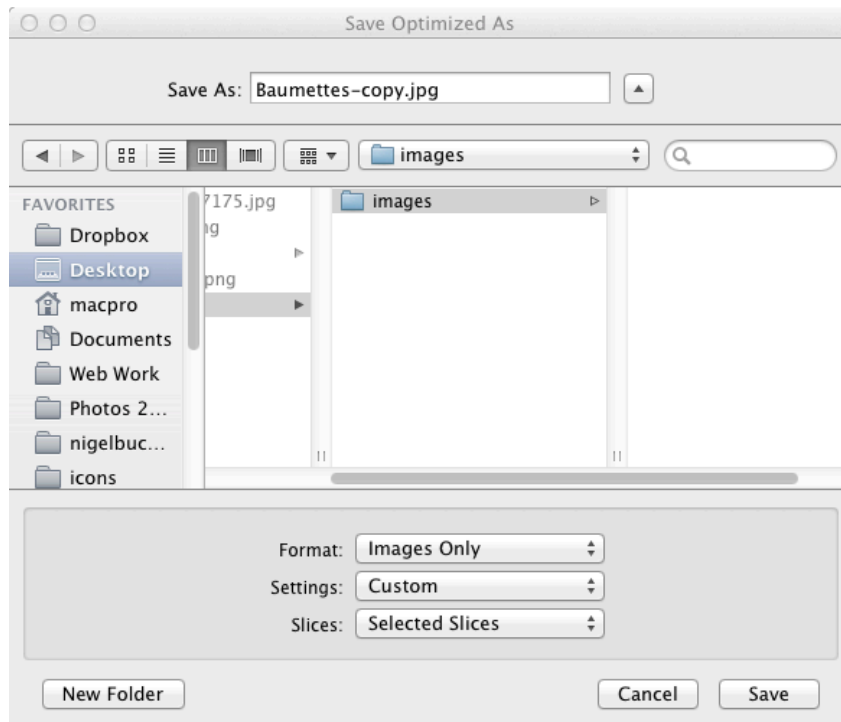 Save Optimized As
Save As: Baumettes-copy.jpg
images
FAVORITES
Dropbox
Desktop
macpro
Documents
Web Work
Photos 2...
nigelbuc...
icons
7175.jpg
ng
png
images
Format: Images Only
Settings: Custom
Slices: Selected Slices
New Folder
Cancel
Save